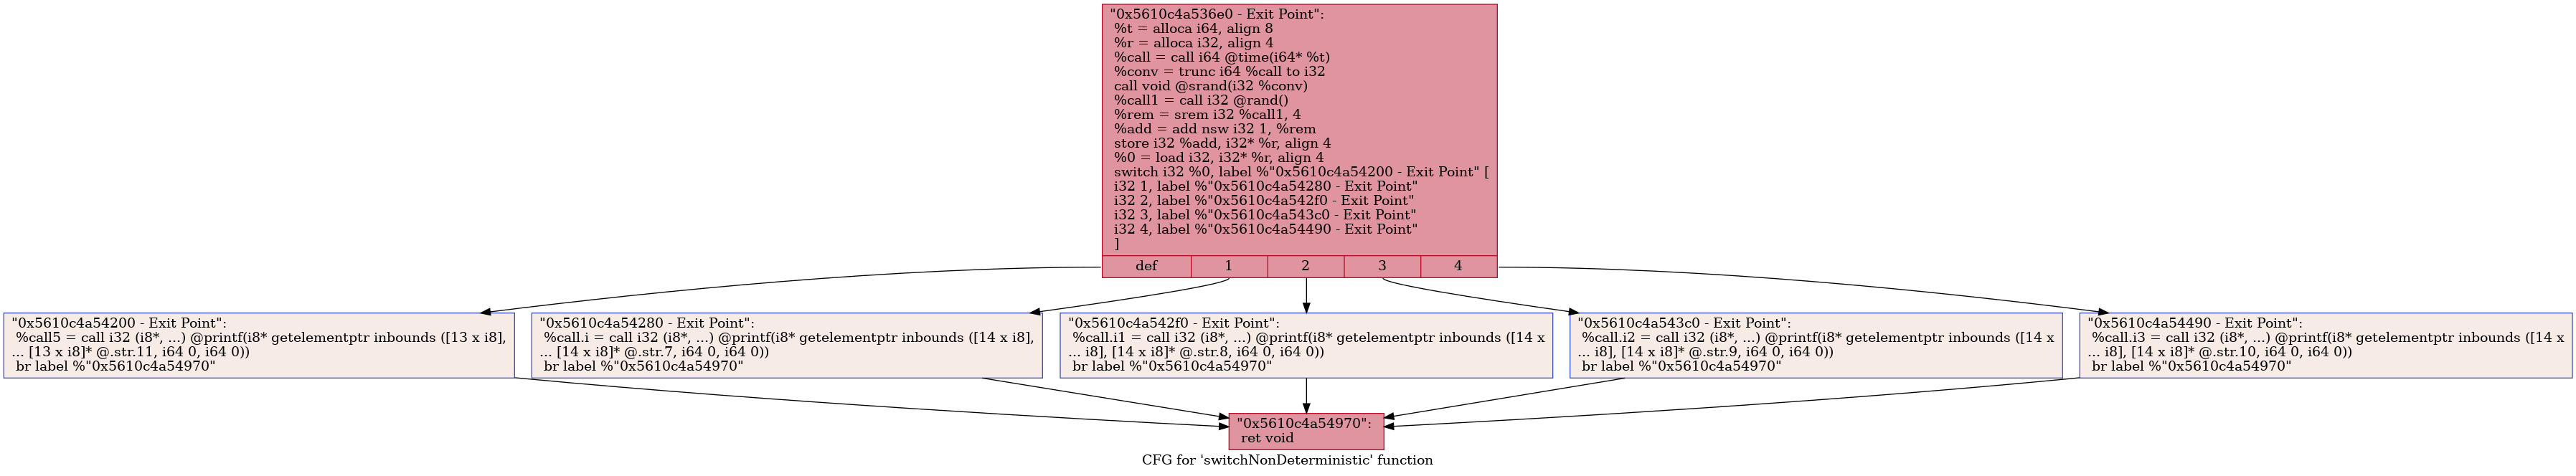 "0x5610c4a536e0 - Exit Point":
%t = alloca i64, align 8
%r = alloca i32, align 4
%call = call i64 @time(i64* %t)
%conv = trunc i64 %call to i32
call void @srand(i32 %conv)
%call1 = call i32 @rand()
%rem = srem i32 %call1, 4
%add = add nsw i32 1, %rem
store i32 %add, i32* %r, align 4
%0 = load i32, i32* %r, align 4
switch i32 %0, label %"0x5610c4a54200 - Exit Point" [
i32 1, label %"0x5610c4a54280 - Exit Point"
i32 2, label %"0x5610c4a542f0 - Exit Point"
i32 3, label %"0x5610c4a543c0 - Exit Point"
i32 4, label %"0x5610c4a54490 - Exit Point"
]
def 1 2 3 4
"0x5610c4a54200 - Exit Point":
%call5 = call i32 (i8*, ...) @printf(i8* getelementptr inbounds ([13 x i8],
... [13 x i8]* @.str.11, i64 0, i64 0))
br label %"0x5610c4a54970"
"0x5610c4a54280 - Exit Point":
%call.i = call i32 (i8*, ...) @printf(i8* getelementptr inbounds ([14 x i8],
... [14 x i8]* @.str.7, i64 0, i64 0))
br label %"0x5610c4a54970"
"0x5610c4a542f0 - Exit Point":
%call.i1 = call i32 (i8*, ...) @printf(i8* getelementptr inbounds ([14 x
... i8], [14 x i8]* @.str.8, i64 0, i64 0))
br label %"0x5610c4a54970"
"0x5610c4a543c0 - Exit Point":
%call.i2 = call i32 (i8*, ...) @printf(i8* getelementptr inbounds ([14 x
... i8], [14 x i8]* @.str.9, i64 0, i64 0))
br label %"0x5610c4a54970"
"0x5610c4a54490 - Exit Point":
%call.i3 = call i32 (i8*, ...) @printf(i8* getelementptr inbounds ([14 x
... i8], [14 x i8]* @.str.10, i64 0, i64 0))
br label %"0x5610c4a54970"
"0x5610c4a54970":
ret void
CFG for 'switchNonDeterministic' function